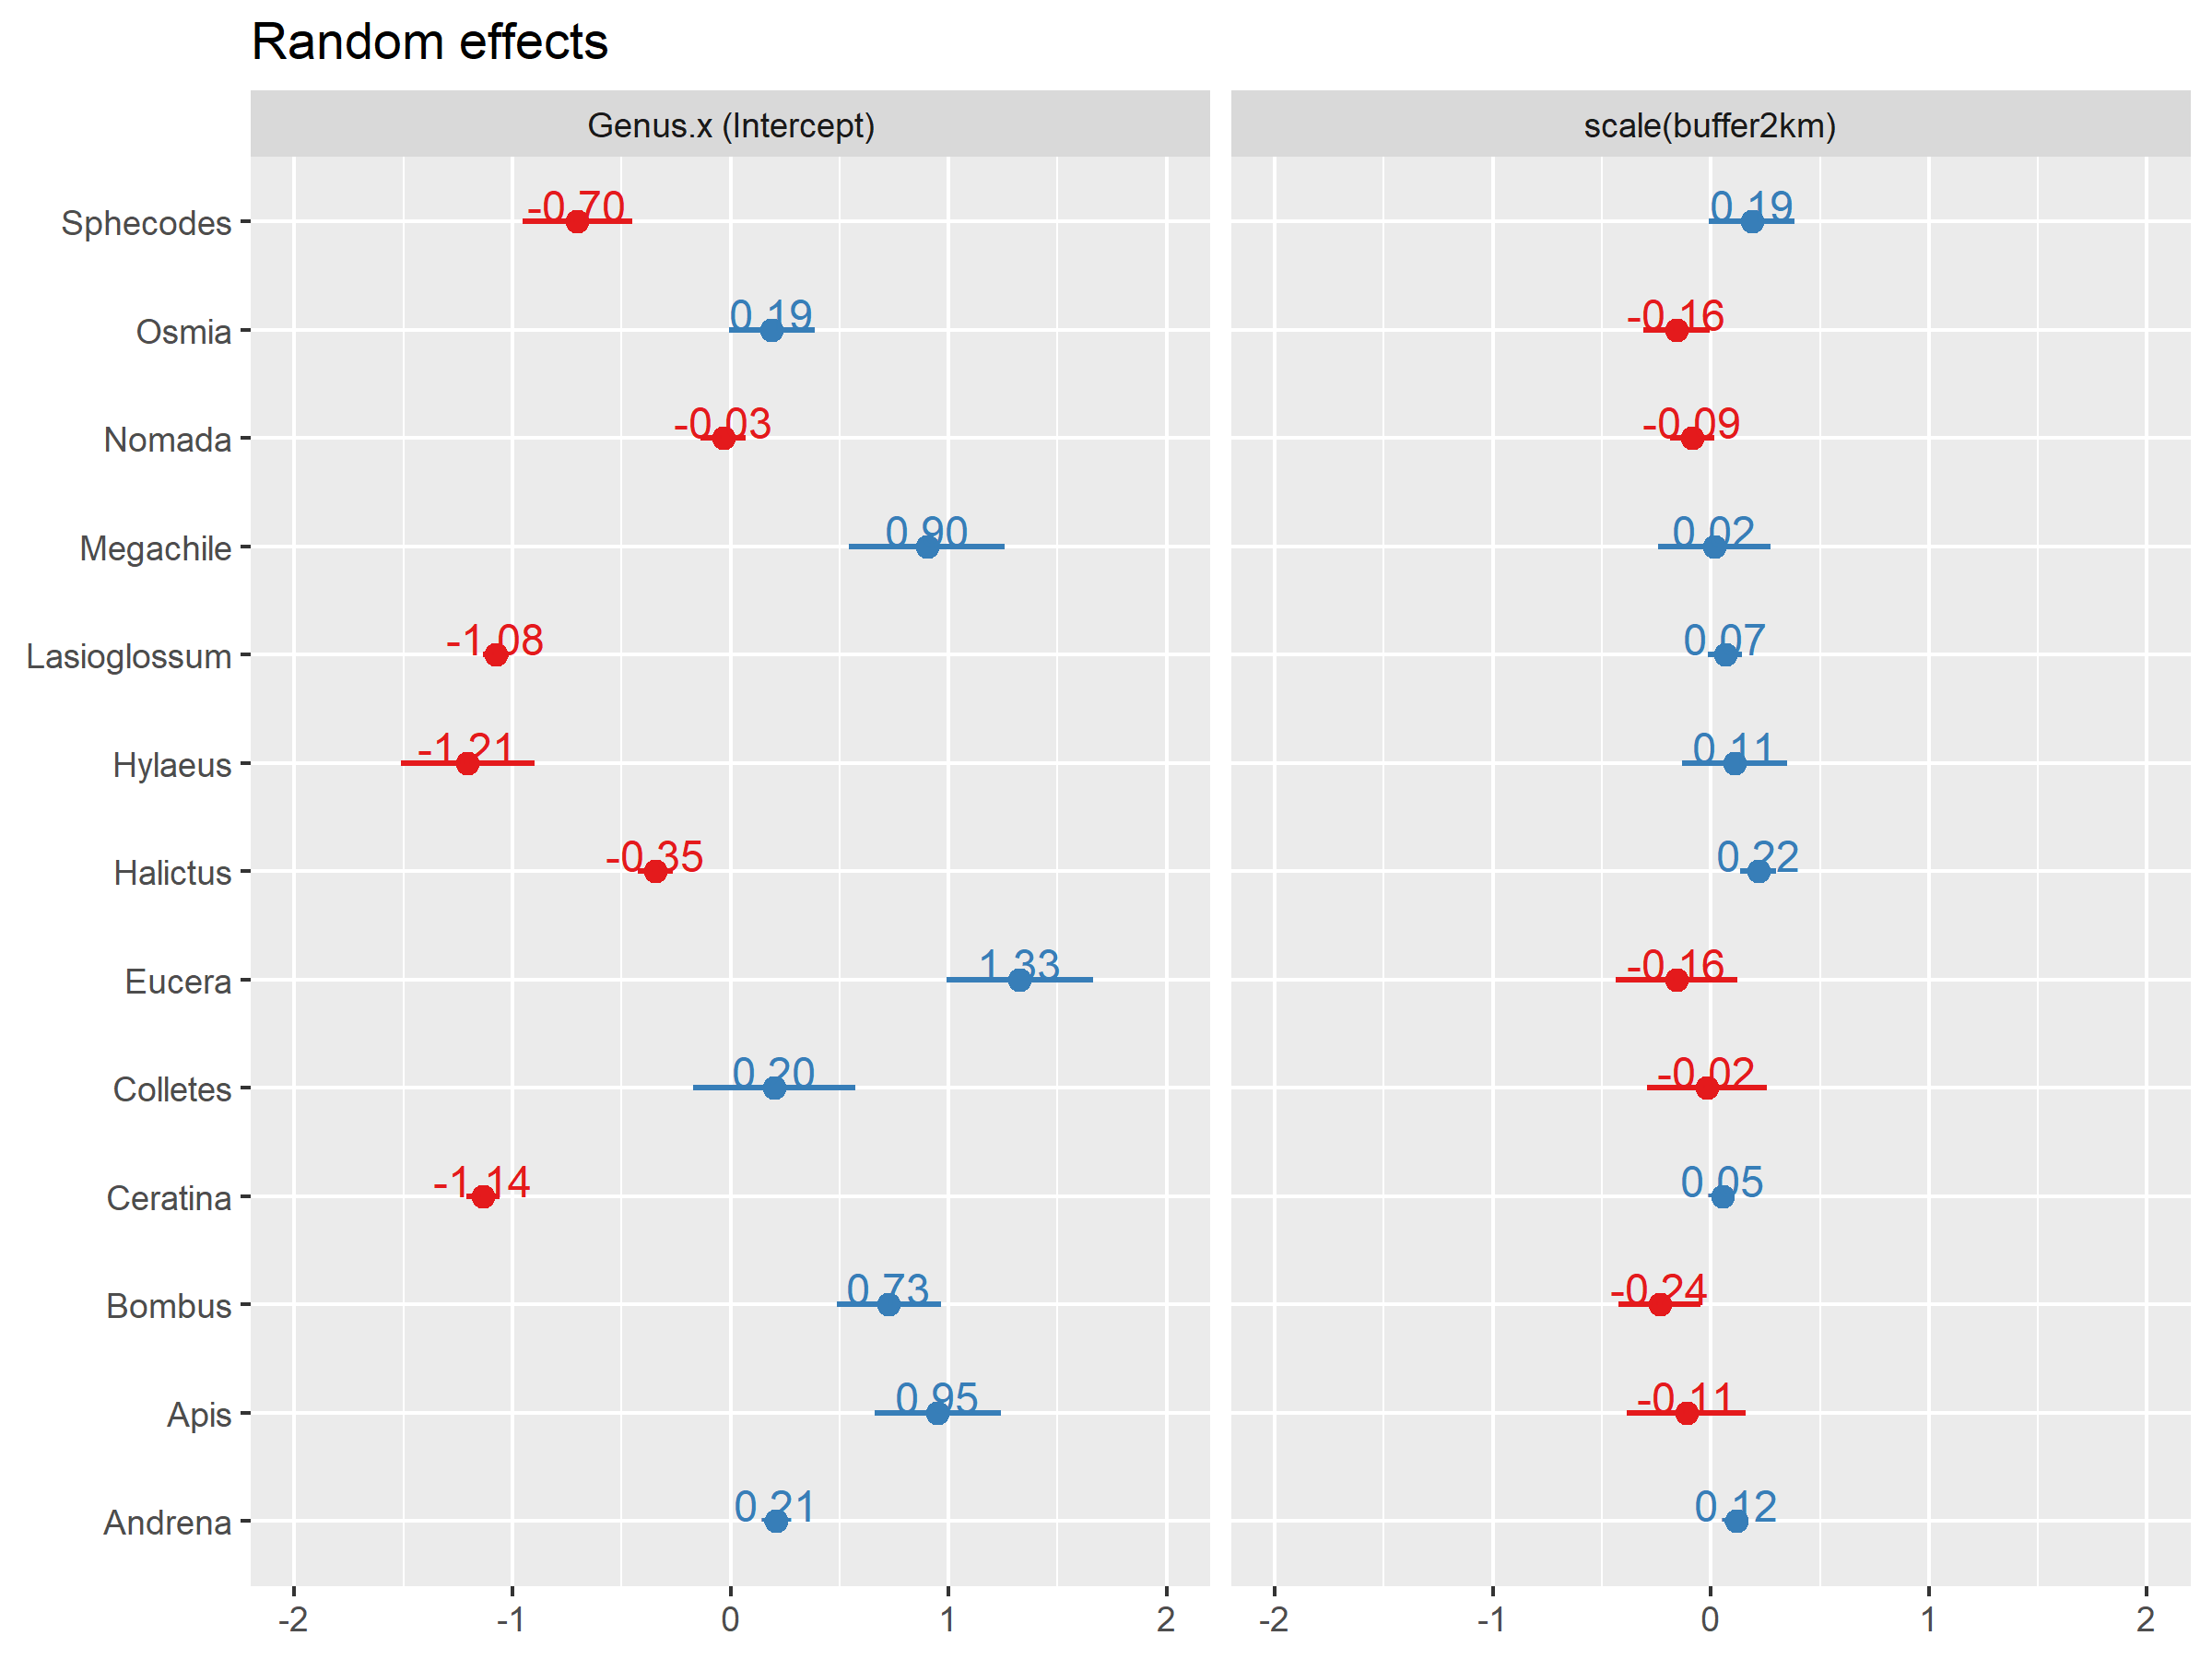 Random effects
Genus.x (Intercept) scale(buffer2km)
Sphecodes -0.70 0.19
Osmia 0.19 -0.16
Nomada -0.03 -0.09
Megachile 0.90 0.02
Lasioglossum -1.08 0.07
Hylaeus -1.21 0.11
Halictus -0.35 0.22
Eucera 1.33 -0.16
Colletes 0.20 -0.02
Ceratina -1.14 0.05
Bombus 0.73 -0.24
Apis 0.95 -0.11
Andrena 0.21 0.12
-2 -1 0 1 2 -2 -1 0 1 2